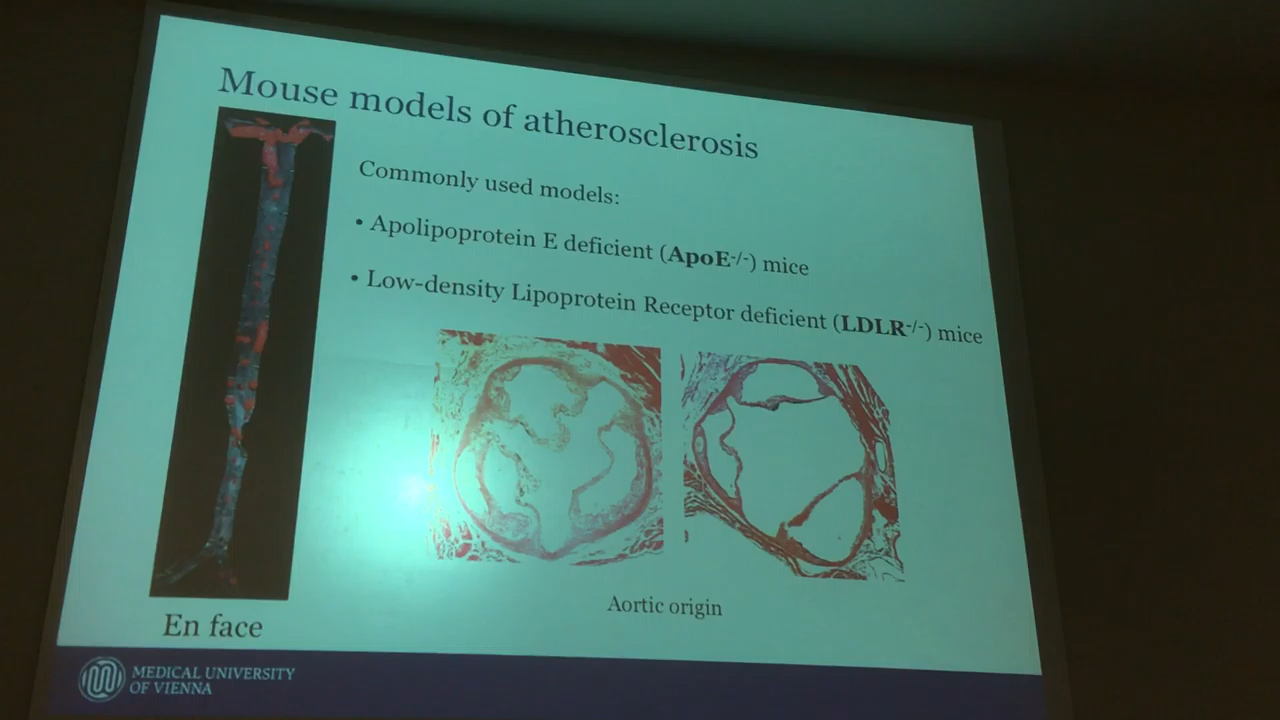 Mouse models of atherosclerosis
Commonly used models:
• Apolipoprotein E deficient (ApoE-/-) mice
• Low-density Lipoprotein Receptor deficient (LDLR-/-) mice
Aortic origin
En face
MEDICAL UNIVERSITY
OF VIENNA